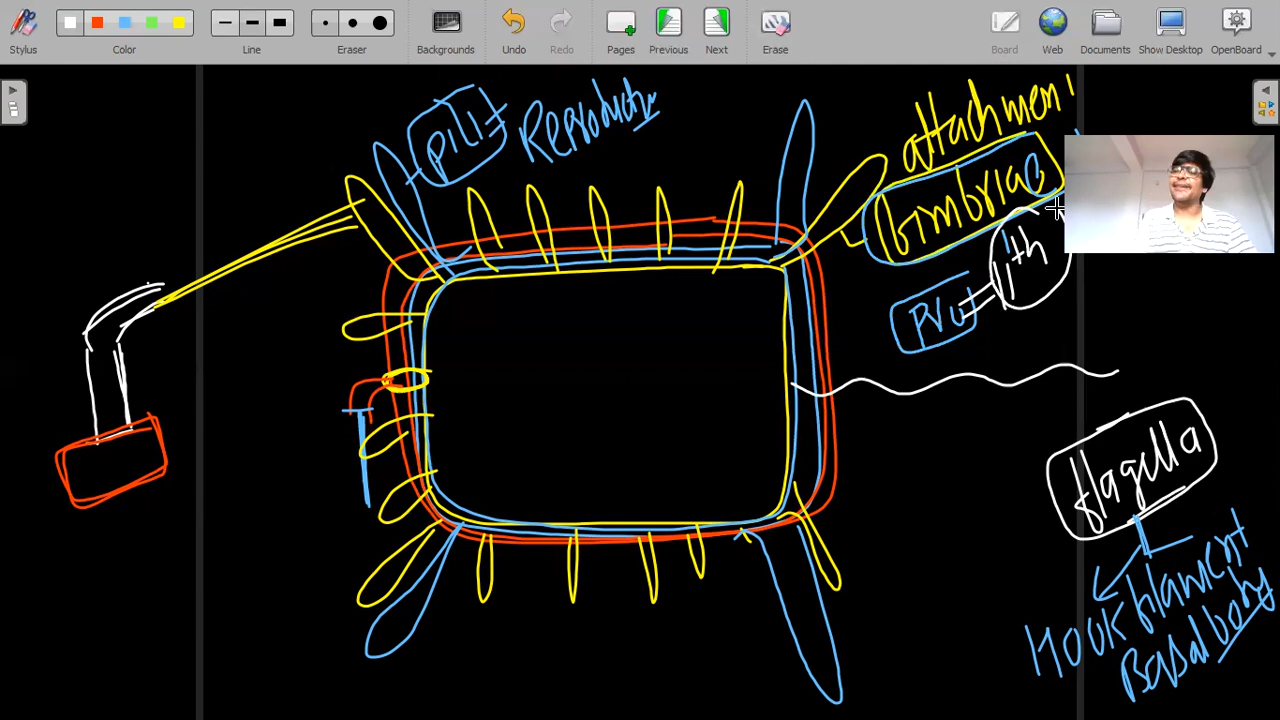 Stylus
Color
Line
Eraser
Backgrounds
Undo
Redo
Pages
Previous
Next
Erase
Board
Web
Documents
Show Desktop
OpenBoard
Pili
attachment
fimbriae
11th
flagella
Hook filament
Basal body